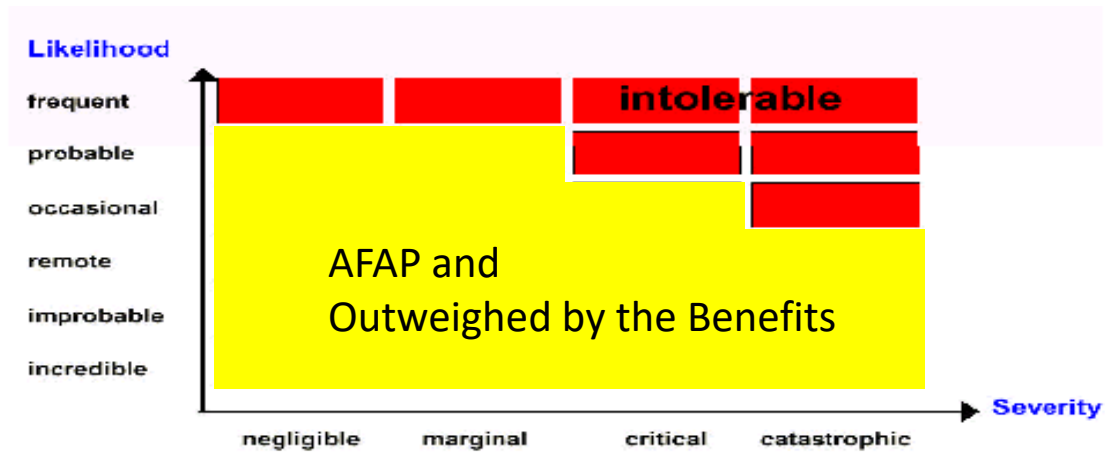 Likelihood
frequent
intolerable
probable
occasional
remote
AFAP and
improbable
Outweighed by the Benefits
incredible
Severity
negligible marginal critical catastrophic